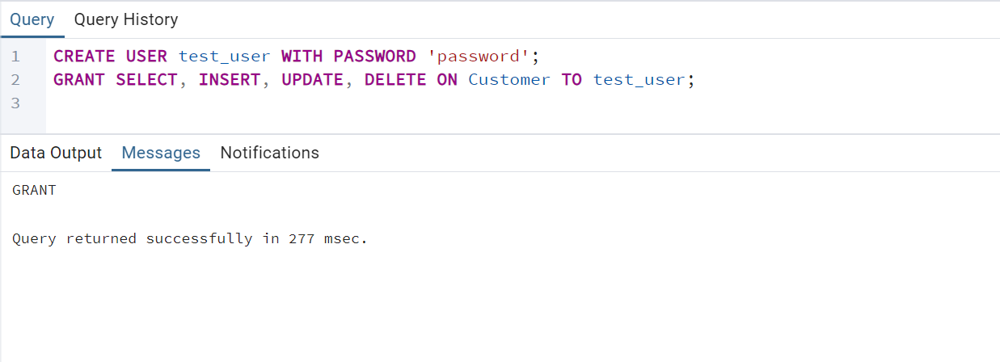 Query Query History
1 CREATE USER test_user WITH PASSWORD 'password';
2 GRANT SELECT, INSERT, UPDATE, DELETE ON Customer TO test_user;
3
Data Output Messages Notifications
GRANT
Query returned successfully in 277 msec.